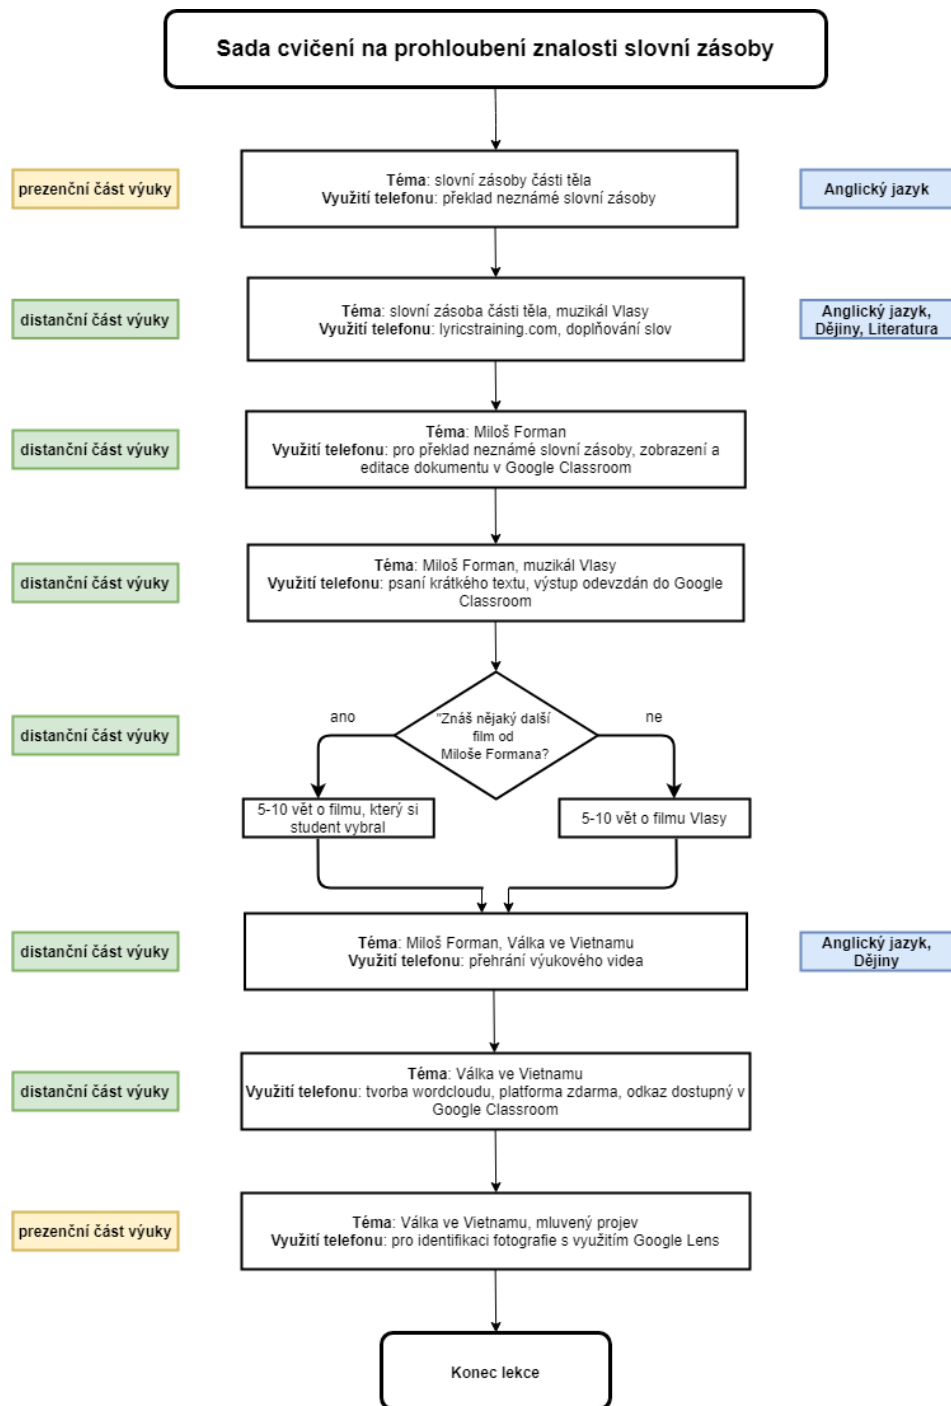 Sada cvičení na prohloubení znalosti slovní zásoby
prezenční část výuky
Téma: slovní zásoby části těla
Využití telefonu: překlad neznámé slovní zásoby
Anglický jazyk
distanční část výuky
Téma: slovní zásoba části těla, muzikál Vlasy
Využití telefonu: lyricstraining.com, doplňování slov
Anglický jazyk,
Dějiny, Literatura
distanční část výuky
Téma: Miloš Forman
Využití telefonu: pro překlad neznámé slovní zásoby, zobrazení a
editace dokumentu v Google Classroom
distanční část výuky
Téma: Miloš Forman, muzikál Vlasy
Využití telefonu: psaní krátkého textu, výstup odevzdán do Google
Classroom
distanční část výuky
ano
"Znáš nějaký další
film od
Miloše Formana?
ne
5-10 vět o filmu, který si
student vybral
5-10 vět o filmu Vlasy
distanční část výuky
Téma: Miloš Forman, Válka ve Vietnamu
Využití telefonu: přehrání výukového videa
Anglický jazyk,
Dějiny
distanční část výuky
Téma: Válka ve Vietnamu
Využití telefonu: tvorba wordcloudu, platforma zdarma, odkaz dostupný v
Google Classroom
prezenční část výuky
Téma: Válka ve Vietnamu, mluvený projev
Využití telefonu: pro identifikaci fotografie s využitím Google Lens
Konec lekce